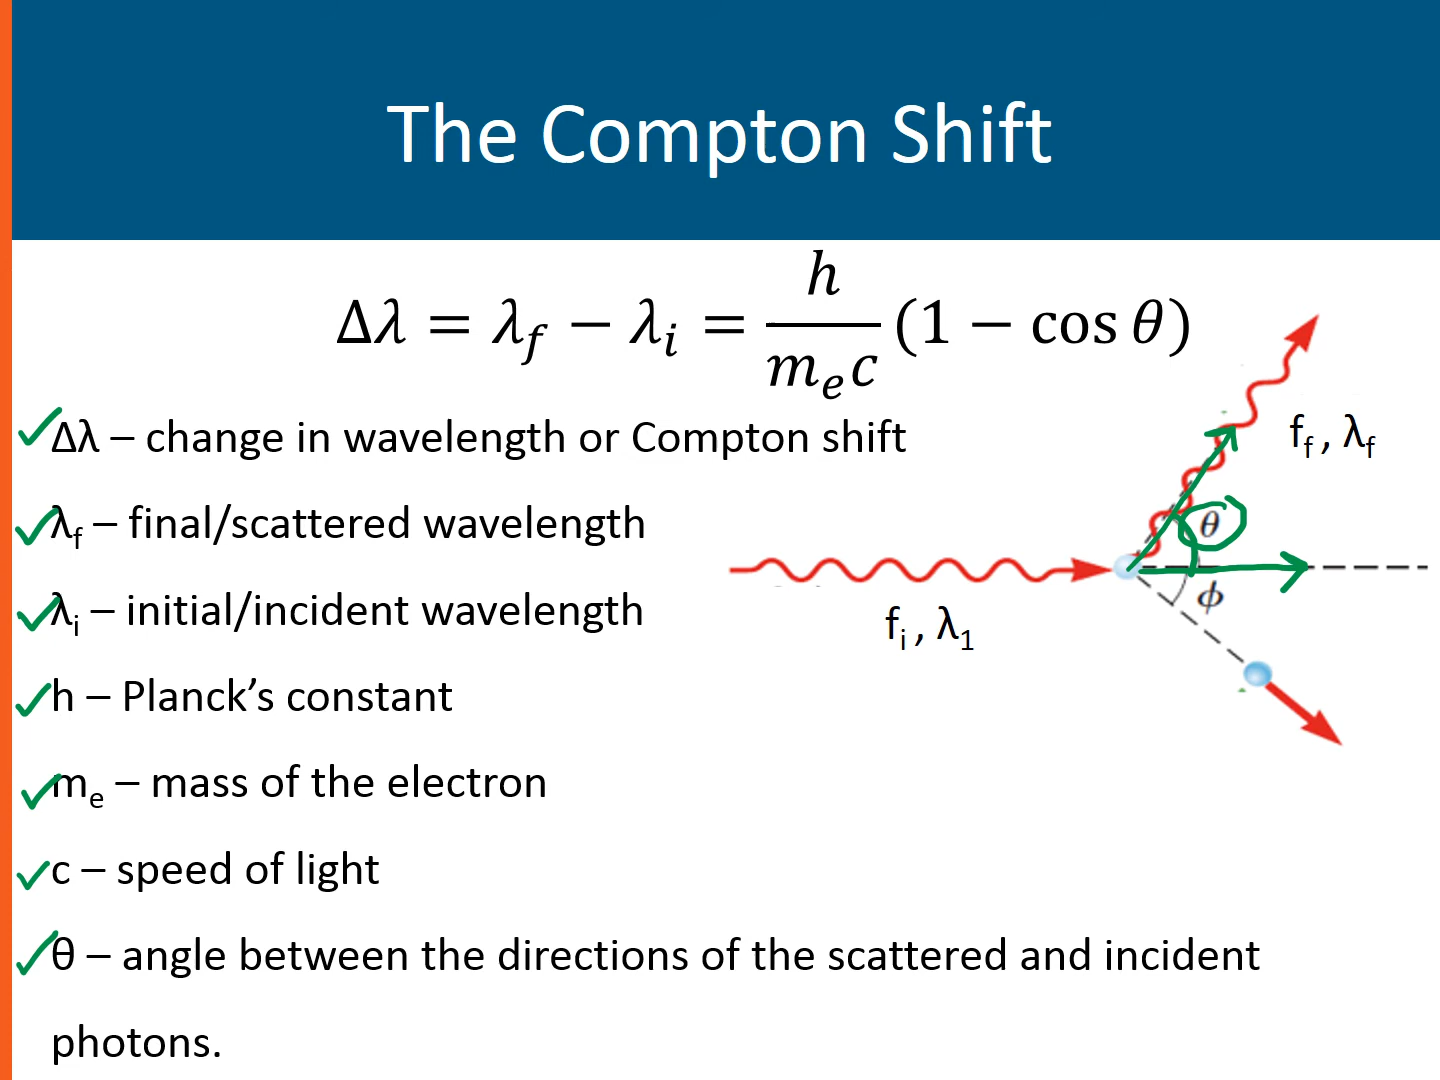 The Compton Shift
Δλ = λ_f − λ_i = \frac{h}{m_e c} (1 − cos θ)
Δλ – change in wavelength or Compton shift
λ_f – final/scattered wavelength
λ_i – initial/incident wavelength
h – Planck’s constant
m_e – mass of the electron
c – speed of light
θ – angle between the directions of the scattered and incident
photons.
f_f , λ_f
θ
ϕ
f_i , λ_1